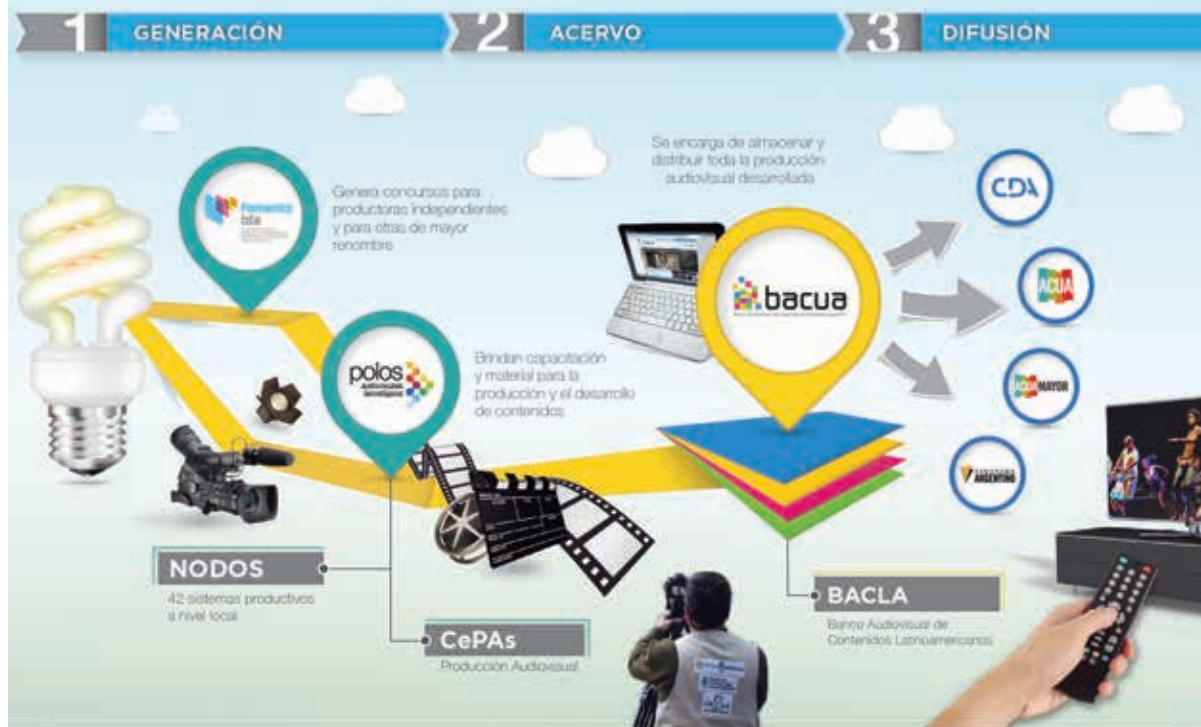 1 GENERACIÓN
2 ACERVO
3 DIFUSIÓN
fomento
tda
Genera concursos para
productoras independientes
y para otras de mayor
renombre
polos
audiovisuales
tecnológicos
Brindan capacitación
y material para la
producción y el desarrollo
de contenidos
NODOS
42 sistemas productivos
a nivel local
CePAs
Producción Audiovisual
Se encarga de almacenar y
distribuir toda la producción
audiovisual desarrollada
bacua
BACLA
Banco Audiovisual de
Contenidos Latinoamericanos
CDA
ACUA
ACUA MAYOR
ARGENTINO